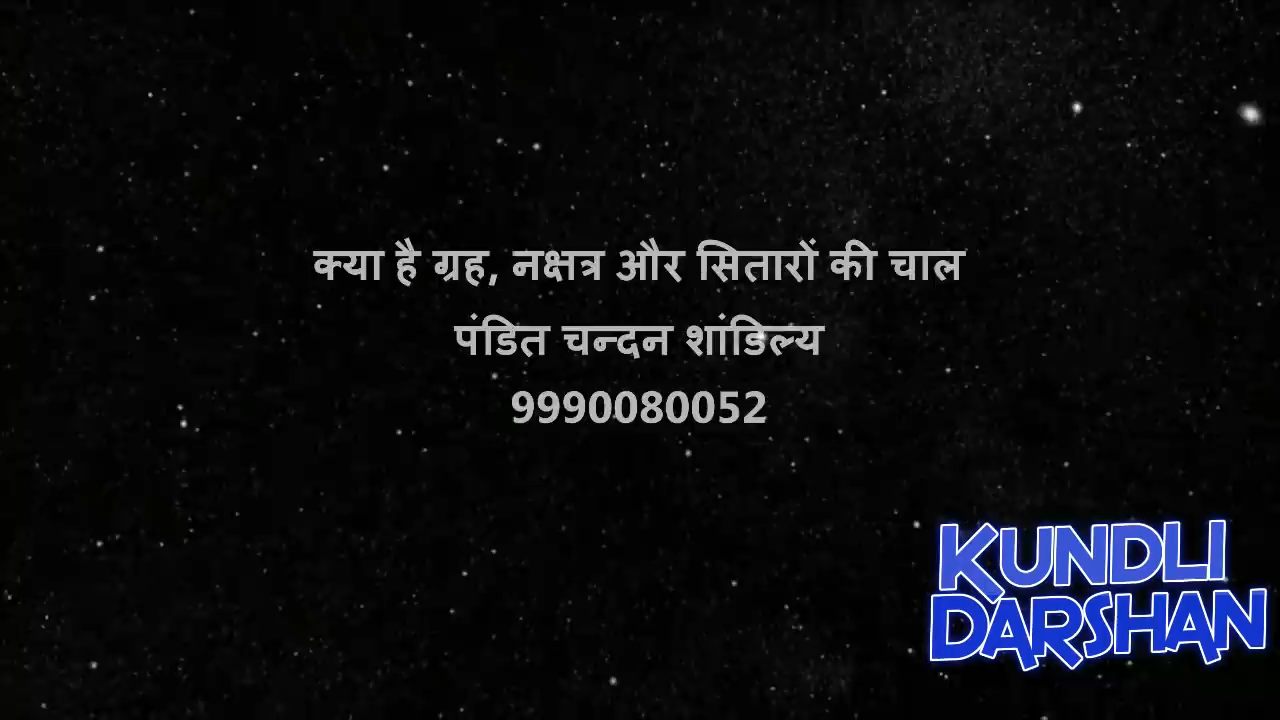 क्या है ग्रह, नक्षत्र और सितारों की चाल
पंडित चन्दन शांडिल्य
9990080052
KUNDLI
DARSHAN